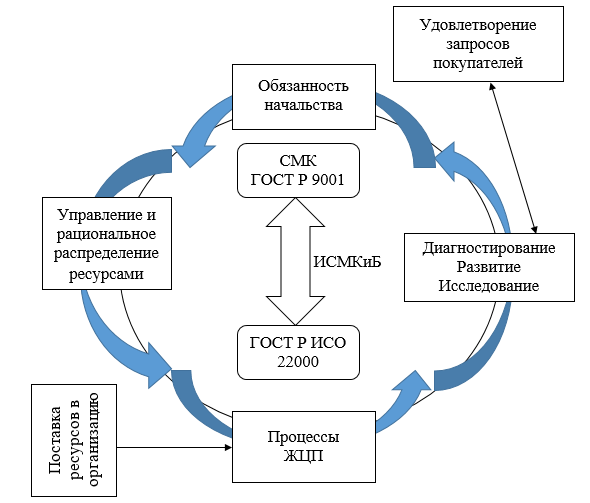 Удовлетворение
запросов
покупателей
Обязанность
начальства
СМК
ГОСТ Р 9001
Управление и
рациональное
распределение
ресурсами
ИСМКиБ
Диагностирование
Развитие
Исследование
ГОСТ Р ИСО
22000
Поставка
ресурсов в
организацию
Процессы
ЖЦП